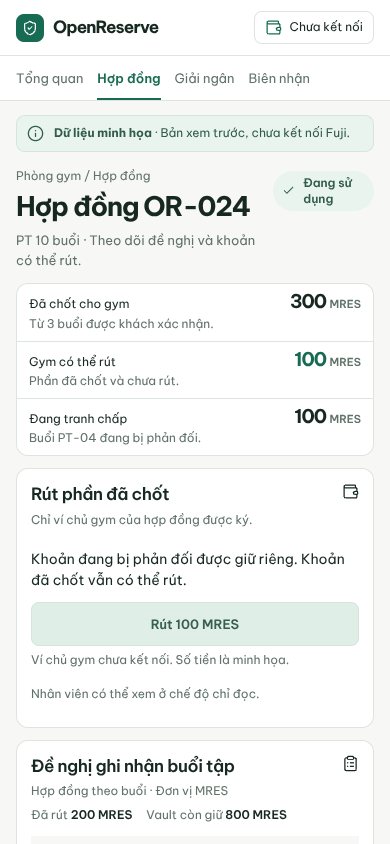 OpenReserve
Chưa kết nối
Tổng quan
Hợp đồng
Giải ngân
Biên nhận
Dữ liệu minh họa · Bản xem trước, chưa kết nối Fuji.
Phòng gym / Hợp đồng
Hợp đồng OR-024
Đang sử
dụng
PT 10 buổi · Theo dõi đề nghị và khoản
có thể rút.
Đã chốt cho gym
300 MRES
Từ 3 buổi được khách xác nhận.
Gym có thể rút
100 MRES
Phần đã chốt và chưa rút.
Đang tranh chấp
100 MRES
Buổi PT-04 đang bị phản đối.
Rút phần đã chốt
Chỉ ví chủ gym của hợp đồng được ký.
Khoản đang bị phản đối được giữ riêng. Khoản
đã chốt vẫn có thể rút.
Rút 100 MRES
Ví chủ gym chưa kết nối. Số tiền là minh họa.
Nhân viên có thể xem ở chế độ chỉ đọc.
Đề nghị ghi nhận buổi tập
Hợp đồng theo buổi · Đơn vị MRES
Đã rút 200 MRES Vault còn giữ 800 MRES